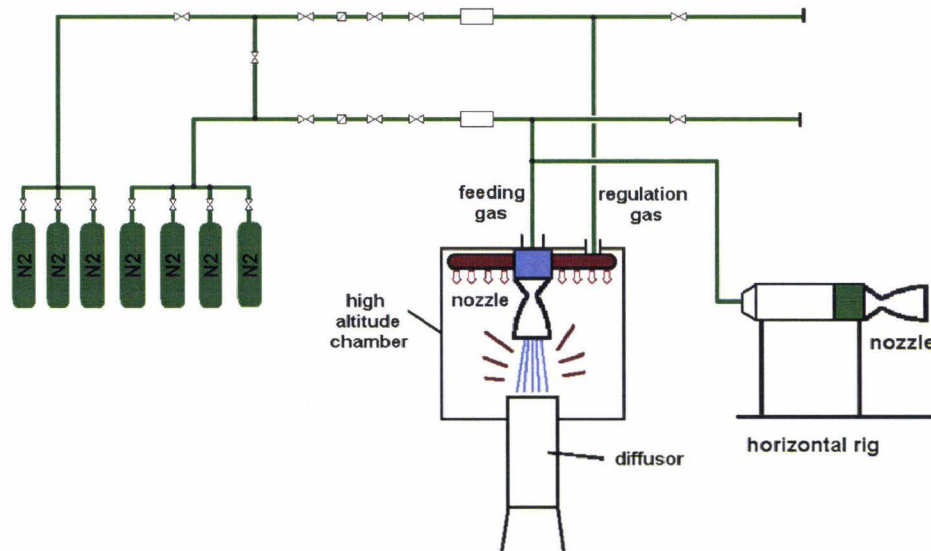 feeding
gas
regulation
gas
N2
N2
N2
N2
N2
N2
N2
nozzle
high
altitude
chamber
nozzle
horizontal rig
diffusor